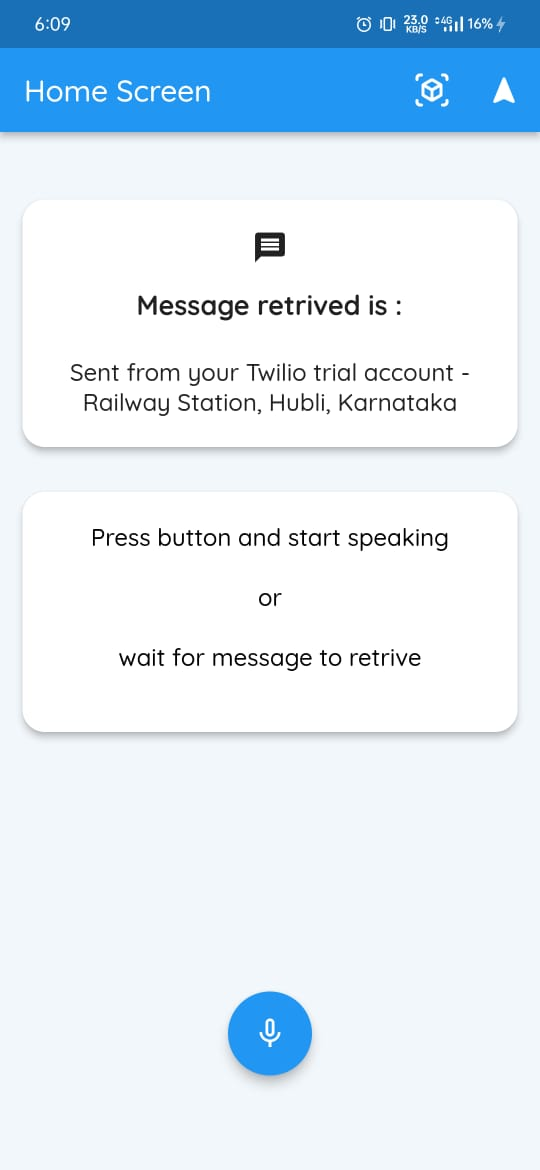 6:09
23.0
KB/S
4G
16%
Home Screen
Message retrived is :
Sent from your Twilio trial account -
Railway Station, Hubli, Karnataka
Press button and start speaking
or
wait for message to retrive